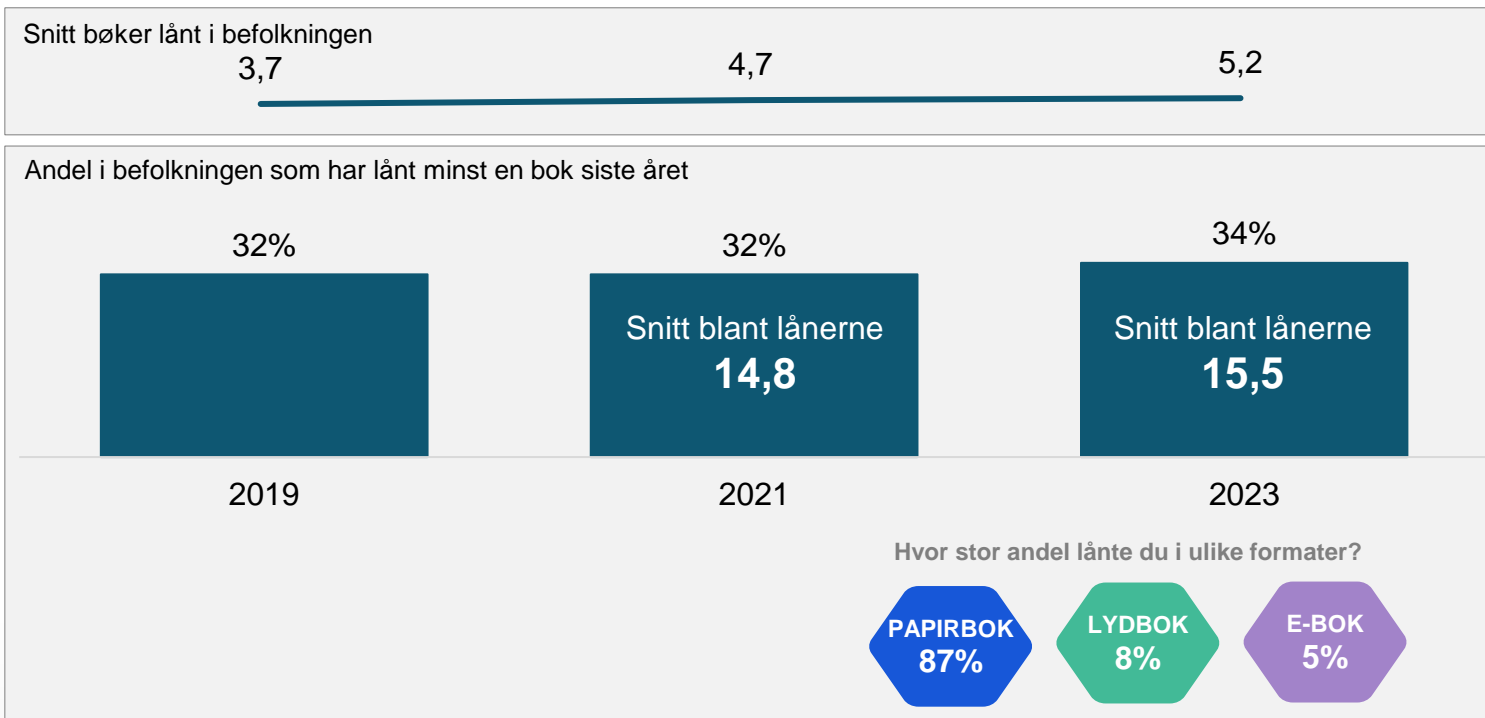 Snitt bøker lånt i befolkningen
3,7
4,7
5,2
Andel i befolkningen som har lånt minst en bok siste året
32%
32%
34%
Snitt blant lånerne
14,8
Snitt blant lånerne
15,5
2019
2021
2023
Hvor stor andel lånte du i ulike formater?
PAPIRBOK
87%
LYDBOK
8%
E-BOK
5%